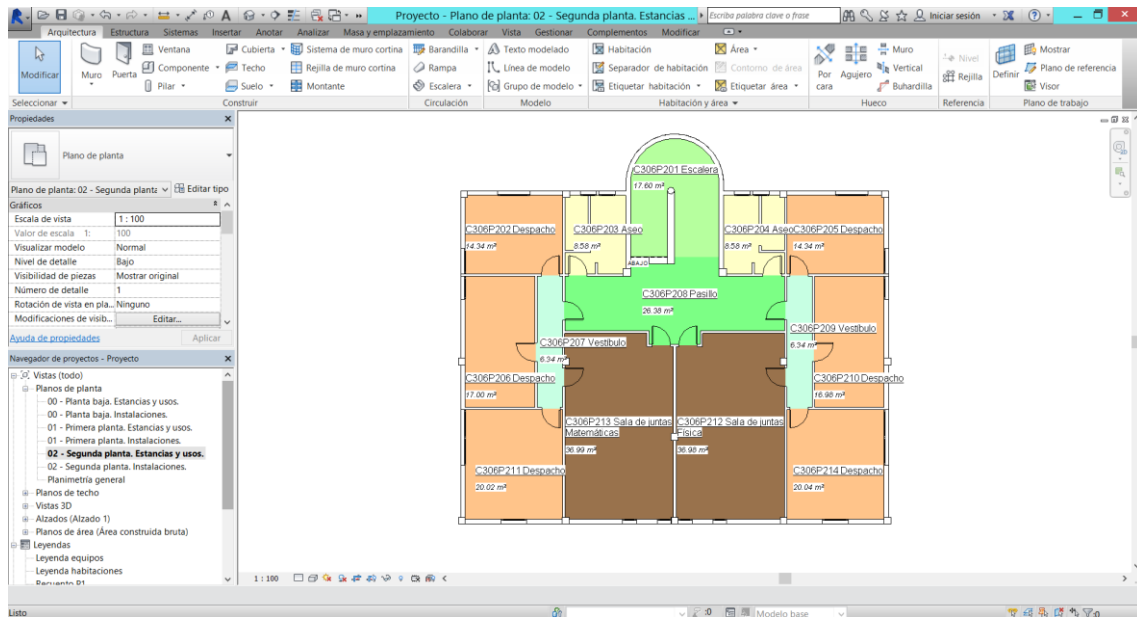 Proyecto - Plano de planta: 02 - Segunda planta. Estancias ...
Escriba palabra clave o frase
Iniciar sesión
Arquitectura Estructura Sistemas Insertar Anotar Analizar Masa y emplazamiento Colaborar Vista Gestionar Complementos Modificar
Modificar
Muro
Puerta
Ventana
Componente
Pilar
Cubierta
Techo
Suelo
Sistema de muro cortina
Rejilla de muro cortina
Montante
Barandilla
Rampa
Escalera
Texto modelado
Línea de modelo
Grupo de modelo
Habitación
Separador de habitación
Etiquetar habitación
Área
Contorno de área
Etiquetar área
Por cara
Agujero
Muro
Vertical
Buhardilla
Nivel
Rejilla
Definir
Mostrar
Plano de referencia
Visor
Seleccionar Construir Circulación Modelo Habitación y área Hueco Referencia Plano de trabajo
Propiedades
Plano de planta
Plano de planta: 02 - Segunda planta Editar tipo
Gráficos
Escala de vista 1 : 100
Valor de escala 1: 100
Visualizar modelo Normal
Nivel de detalle Bajo
Visibilidad de piezas Mostrar original
Número de detalle 1
Rotación de vista en pla... Ninguno
Modificaciones de visib... Editar...
Ayuda de propiedades Aplicar
Navegador de proyectos - Proyecto
Vistas (todo)
Planos de planta
00 - Planta baja. Estancias y usos.
00 - Planta baja. Instalaciones.
01 - Primera planta. Estancias y usos.
01 - Primera planta. Instalaciones.
02 - Segunda planta. Estancias y usos.
02 - Segunda planta. Instalaciones.
Planimetría general
Planos de techo
Vistas 3D
Alzados (Alzado 1)
Planos de área (Área construida bruta)
Leyendas
Leyenda equipos
Leyenda habitaciones
Recuento P1
C306P201 Escalera
17.60 m²
C306P202 Despacho
14.34 m²
C306P203 Aseo
8.58 m²
C306P204 Aseo
8.58 m²
C306P205 Despacho
14.34 m²
ABAJO
C306P208 Pasillo
26.38 m²
C306P207 Vestíbulo
6.34 m²
C306P209 Vestíbulo
6.34 m²
C306P206 Despacho
17.00 m²
C306P210 Despacho
16.98 m²
C306P213 Sala de juntas
Matemáticas
36.99 m²
C306P212 Sala de juntas
Física
36.98 m²
C306P211 Despacho
20.02 m²
C306P214 Despacho
20.04 m²
1 : 100
Listo
:0
Modelo base
:0